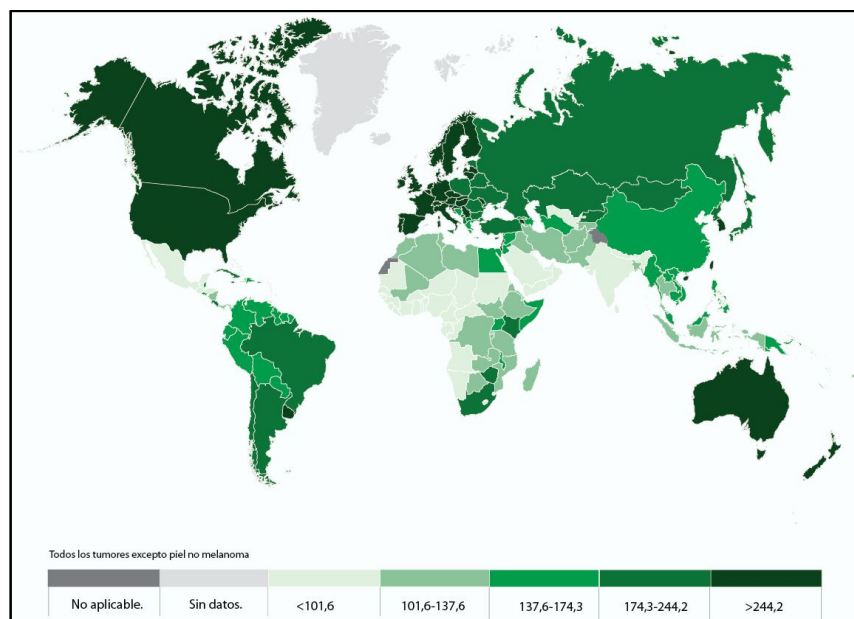 Todos los tumores excepto piel no melanoma
No aplicable. Sin datos. <101,6 101,6-137,6 137,6-174,3 174,3-244,2 >244,2